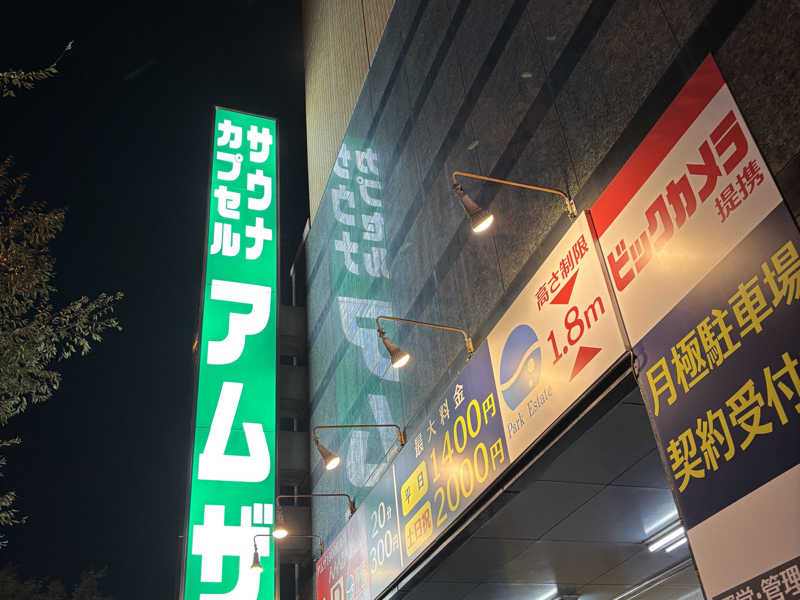 サウナ
カプセル
アムザ
20分
300円
最大料金
平日
1400円
土日祝
2000円
Park Estate
高さ制限
1.8m
ビックカメラ
提携
月極駐車場
契約受付